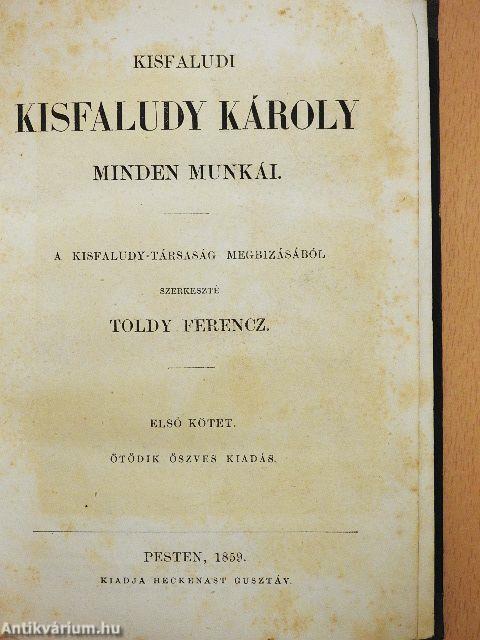 KISFALUDI
KISFALUDY KÁROLY
MINDEN MUNKÁI.
A KISFALUDY-TÁRSASÁG MEGBIZÁSÁBÓL
SZERKESZTÉ
TOLDY FERENCZ.
ELSŐ KÖTET.
ÖTÖDIK ÖSZVES KIADÁS.
PESTEN, 1859.
KIADJA HECKENAST GUSZTÁV.
Antikvárium.hu